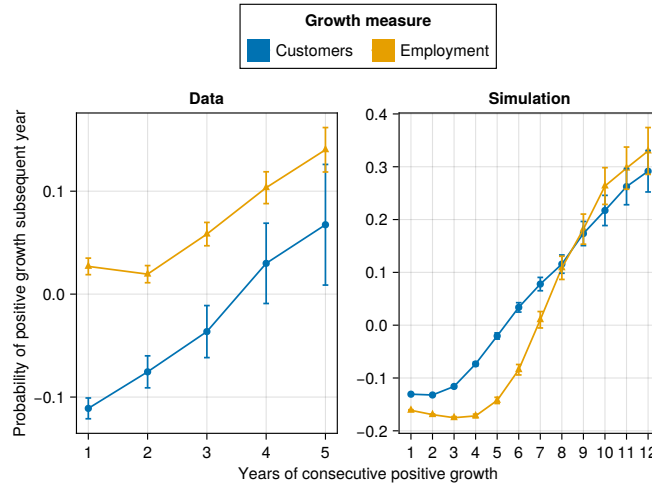 Growth measure
Customers Employment
Data
Simulation
Probability of positive growth subsequent year
0.1
0.0
−0.1
1 2 3 4 5
0.4
0.3
0.2
0.1
0.0
−0.1
−0.2
1 2 3 4 5 6 7 8 9 10 11 12
Years of consecutive positive growth